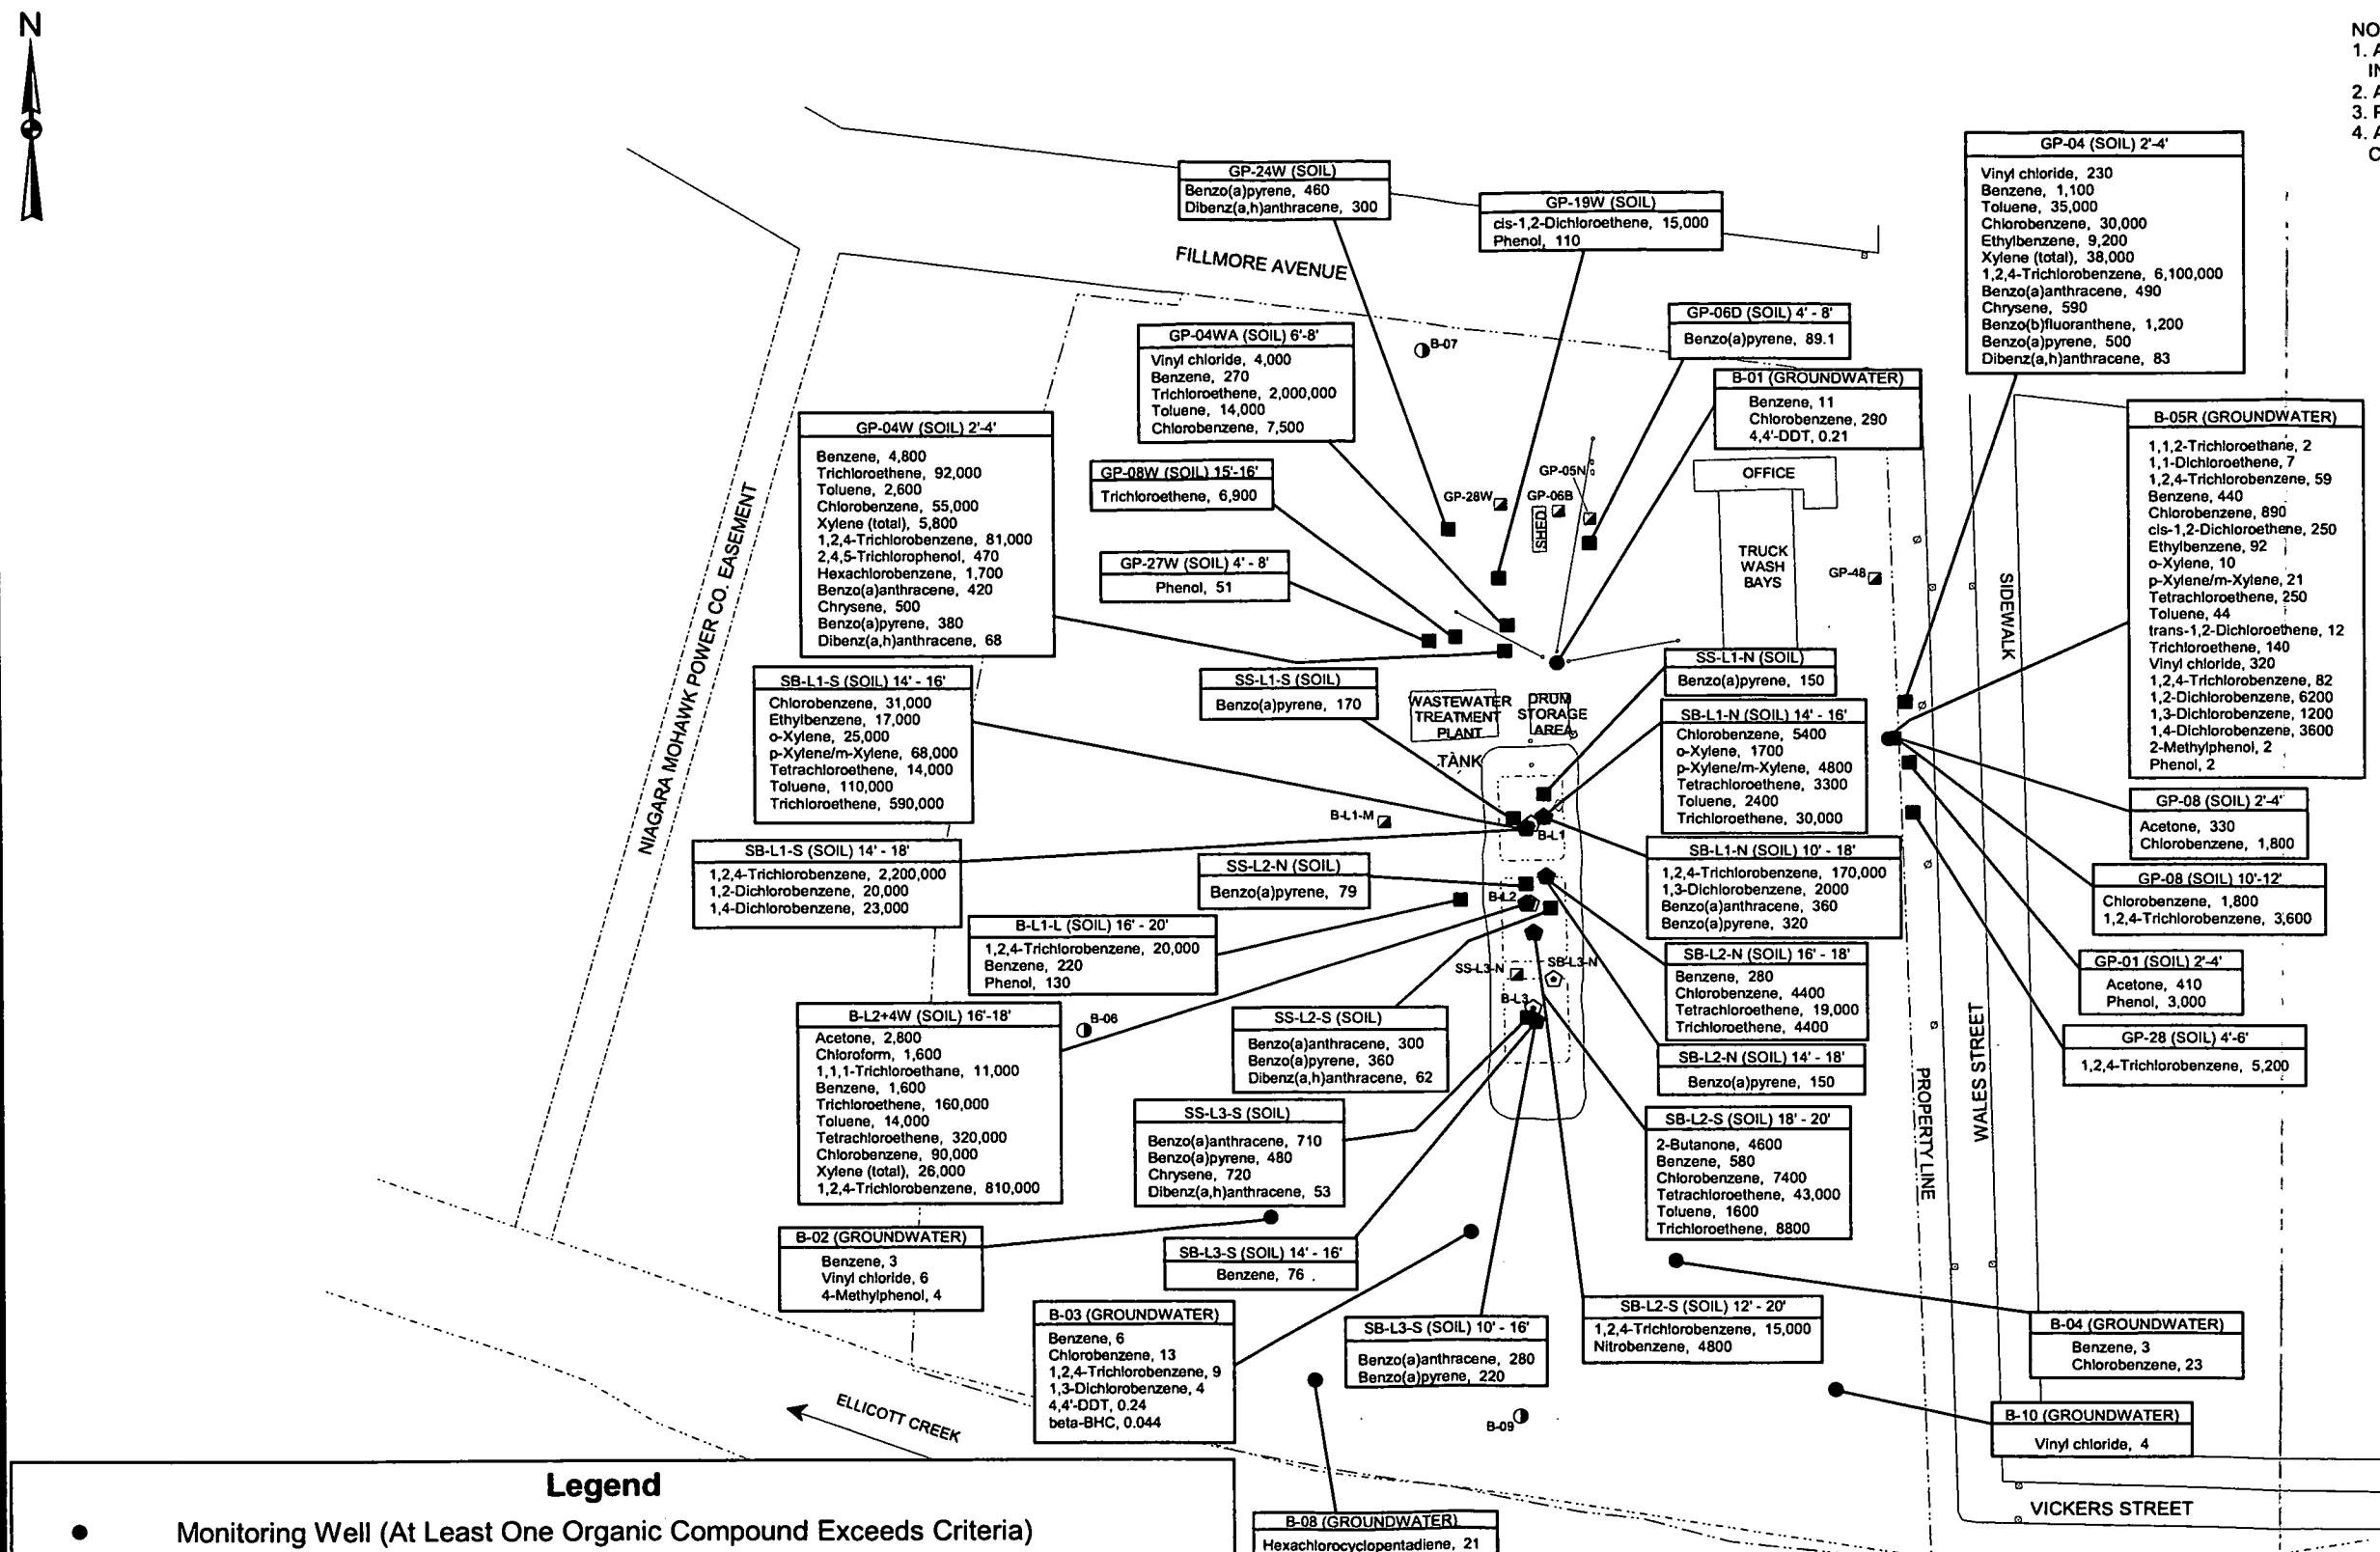 N
NO
1. A
IN
2. A
3. F
4. A
C
GP-04 (SOIL) 2'-4'
Vinyl chloride, 230
Benzene, 1,100
Toluene, 35,000
Chlorobenzene, 30,000
Ethylbenzene, 9,200
Xylene (total), 38,000
1,2,4-Trichlorobenzene, 6,100,000
Benzo(a)anthracene, 490
Chrysene, 590
Benzo(b)fluoranthene, 1,200
Benzo(a)pyrene, 500
Dibenz(a,h)anthracene, 83
GP-24W (SOIL)
Benzo(a)pyrene, 460
Dibenz(a,h)anthracene, 300
GP-19W (SOIL)
cis-1,2-Dichloroethene, 15,000
Phenol, 110
FILLMORE AVENUE
GP-06D (SOIL) 4' - 8'
Benzo(a)pyrene, 89.1
GP-04WA (SOIL) 6'-8'
Vinyl chloride, 4,000
Benzene, 270
Trichloroethene, 2,000,000
Toluene, 14,000
Chlorobenzene, 7,500
B-07
B-01 (GROUNDWATER)
Benzene, 11
Chlorobenzene, 290
4,4'-DDT, 0.21
B-05R (GROUNDWATER)
1,1,2-Trichloroethane, 2
1,1-Dichloroethene, 7
1,2,4-Trichlorobenzene, 59
Benzene, 440
Chlorobenzene, 890
cis-1,2-Dichloroethene, 250
Ethylbenzene, 92
o-Xylene, 10
p-Xylene/m-Xylene, 21
Tetrachloroethene, 250
Toluene, 44
trans-1,2-Dichloroethene, 12
Trichloroethene, 140
Vinyl chloride, 320
1,2,4-Trichlorobenzene, 82
1,2-Dichlorobenzene, 6200
1,3-Dichlorobenzene, 1200
1,4-Dichlorobenzene, 3600
2-Methylphenol, 2
Phenol, 2
GP-04W (SOIL) 2'-4'
Benzene, 4,800
Trichloroethene, 92,000
Toluene, 2,600
Chlorobenzene, 55,000
Xylene (total), 5,800
1,2,4-Trichlorobenzene, 81,000
2,4,5-Trichlorophenol, 470
Hexachlorobenzene, 1,700
Benzo(a)anthracene, 420
Chrysene, 500
Benzo(a)pyrene, 380
Dibenz(a,h)anthracene, 68
GP-08W (SOIL) 15'-16'
Trichloroethene, 6,900
GP-05N
GP-28W
GP-06B
SHED
OFFICE
TRUCK
WASH
BAYS
GP-48
GP-27W (SOIL) 4' - 8'
Phenol, 51
SIDEWALK
NIAGARA MOHAWK POWER CO. EASEMENT
SB-L1-S (SOIL) 14' - 16'
Chlorobenzene, 31,000
Ethylbenzene, 17,000
o-Xylene, 25,000
p-Xylene/m-Xylene, 68,000
Tetrachloroethene, 14,000
Toluene, 110,000
Trichloroethene, 590,000
SS-L1-S (SOIL)
Benzo(a)pyrene, 170
SS-L1-N (SOIL)
Benzo(a)pyrene, 150
WASTEWATER
TREATMENT
PLANT
DRUM
STORAGE
AREA
TANK
SB-L1-N (SOIL) 14' - 16'
Chlorobenzene, 5400
o-Xylene, 1700
p-Xylene/m-Xylene, 4800
Tetrachloroethene, 3300
Toluene, 2400
Trichloroethene, 30,000
GP-08 (SOIL) 2'-4'
Acetone, 330
Chlorobenzene, 1,800
B-L1-M
B-L1
SB-L1-S (SOIL) 14' - 18'
1,2,4-Trichlorobenzene, 2,200,000
1,2-Dichlorobenzene, 20,000
1,4-Dichlorobenzene, 23,000
SS-L2-N (SOIL)
Benzo(a)pyrene, 79
SB-L1-N (SOIL) 10' - 18'
1,2,4-Trichlorobenzene, 170,000
1,3-Dichlorobenzene, 2000
Benzo(a)anthracene, 360
Benzo(a)pyrene, 320
GP-08 (SOIL) 10'-12'
Chlorobenzene, 1,800
1,2,4-Trichlorobenzene, 3,600
B-L2
B-L1-L (SOIL) 16' - 20'
1,2,4-Trichlorobenzene, 20,000
Benzene, 220
Phenol, 130
SB-L2-N (SOIL) 16' - 18'
Benzene, 280
Chlorobenzene, 4400
Tetrachloroethene, 19,000
Trichloroethene, 4400
GP-01 (SOIL) 2'-4'
Acetone, 410
Phenol, 3,000
SS-L3-N
SB-L3-N
B-L3
B-L2+4W (SOIL) 16'-18'
Acetone, 2,800
Chloroform, 1,600
1,1,1-Trichloroethane, 11,000
Benzene, 1,600
Trichloroethene, 160,000
Toluene, 14,000
Tetrachloroethene, 320,000
Chlorobenzene, 90,000
Xylene (total), 26,000
1,2,4-Trichlorobenzene, 810,000
B-06
SS-L2-S (SOIL)
Benzo(a)anthracene, 300
Benzo(a)pyrene, 360
Dibenz(a,h)anthracene, 62
SB-L2-N (SOIL) 14' - 18'
Benzo(a)pyrene, 150
GP-28 (SOIL) 4'-6'
1,2,4-Trichlorobenzene, 5,200
PROPERTY LINE
WALES STREET
SS-L3-S (SOIL)
Benzo(a)anthracene, 710
Benzo(a)pyrene, 480
Chrysene, 720
Dibenz(a,h)anthracene, 53
SB-L2-S (SOIL) 18' - 20'
2-Butanone, 4600
Benzene, 580
Chlorobenzene, 7400
Tetrachloroethene, 43,000
Toluene, 1600
Trichloroethene, 8800
B-02 (GROUNDWATER)
Benzene, 3
Vinyl chloride, 6
4-Methylphenol, 4
SB-L3-S (SOIL) 14' - 16'
Benzene, 76
B-03 (GROUNDWATER)
Benzene, 6
Chlorobenzene, 13
1,2,4-Trichlorobenzene, 9
1,3-Dichlorobenzene, 4
4,4'-DDT, 0.24
beta-BHC, 0.044
SB-L3-S (SOIL) 10' - 16'
Benzo(a)anthracene, 280
Benzo(a)pyrene, 220
SB-L2-S (SOIL) 12' - 20'
1,2,4-Trichlorobenzene, 15,000
Nitrobenzene, 4800
B-04 (GROUNDWATER)
Benzene, 3
Chlorobenzene, 23
ELLICOTT CREEK
B-09
B-10 (GROUNDWATER)
Vinyl chloride, 4
VICKERS STREET
B-08 (GROUNDWATER)
Hexachlorocyclopentadiene, 21
Legend
Monitoring Well (At Least One Organic Compound Exceeds Criteria)